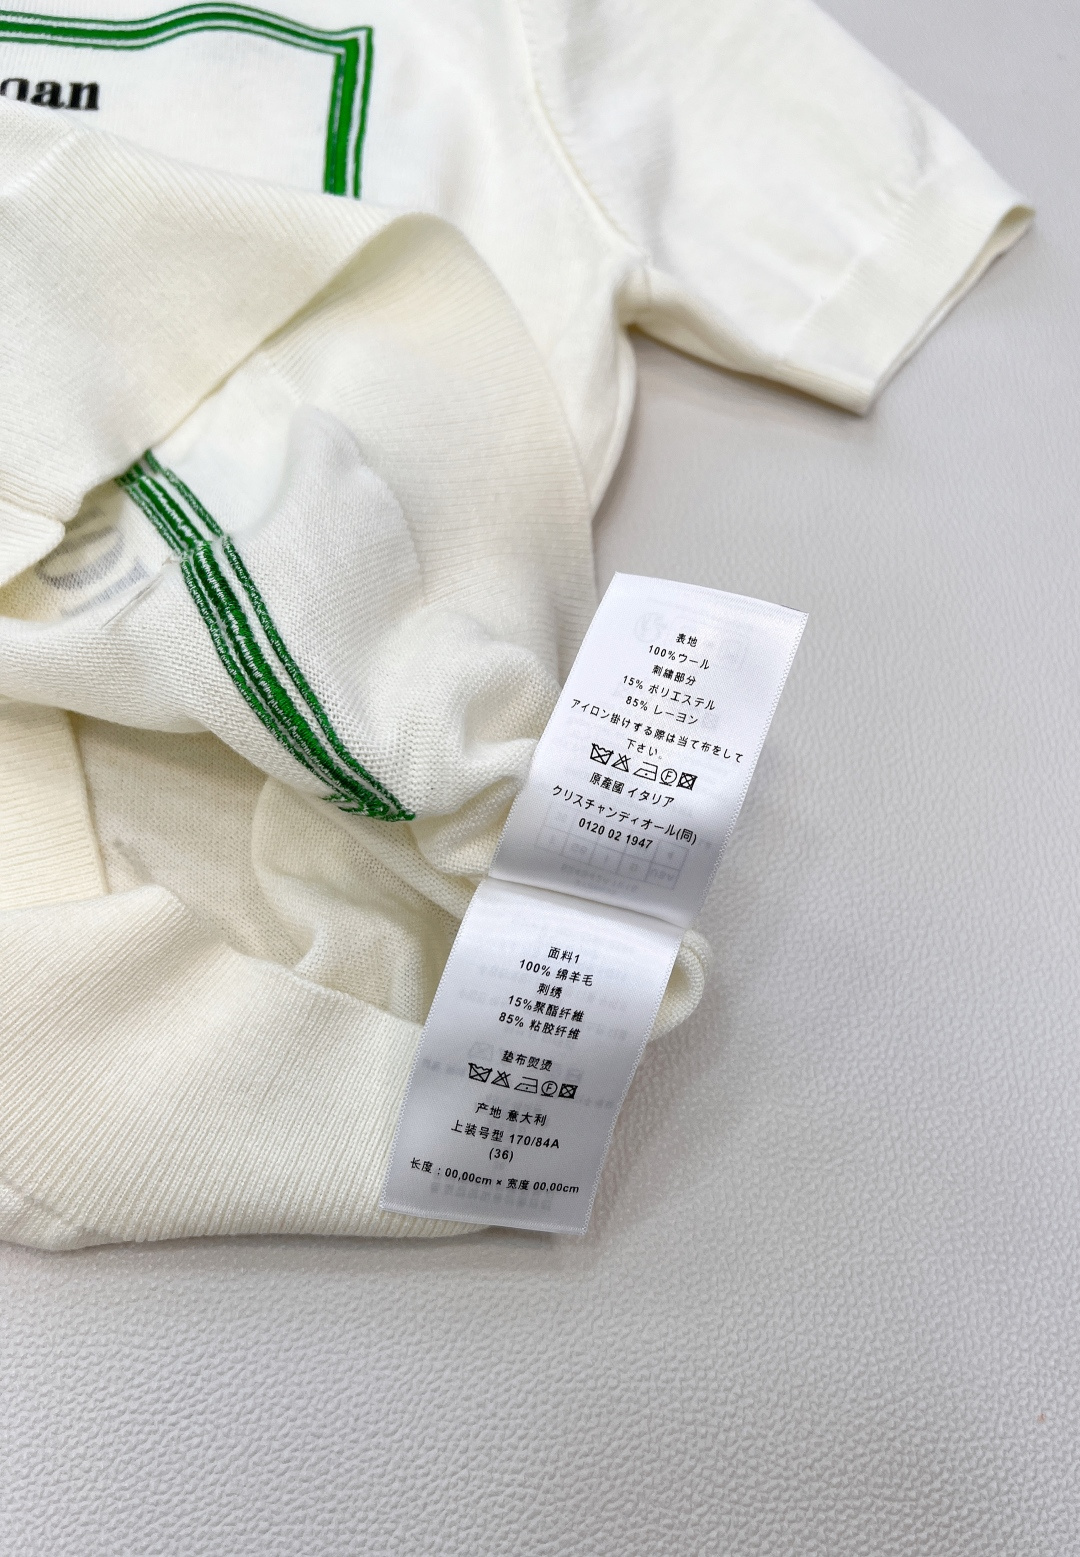 gan
表地
100%ウール
刺繍部分
15% ポリエステル
85% レーヨン
アイロン掛けずる際は当て布をして
下さい。
原産國 イタリア
クリスチャンディオール(同)
0120 02 1947
面料1
100% 绵羊毛
刺绣
15%聚酯纤維
85% 粘胶纤维
垫布熨烫
产地 意大利
上装号型 170/84A
(36)
长度：00,00cm × 宽度 00,00cm